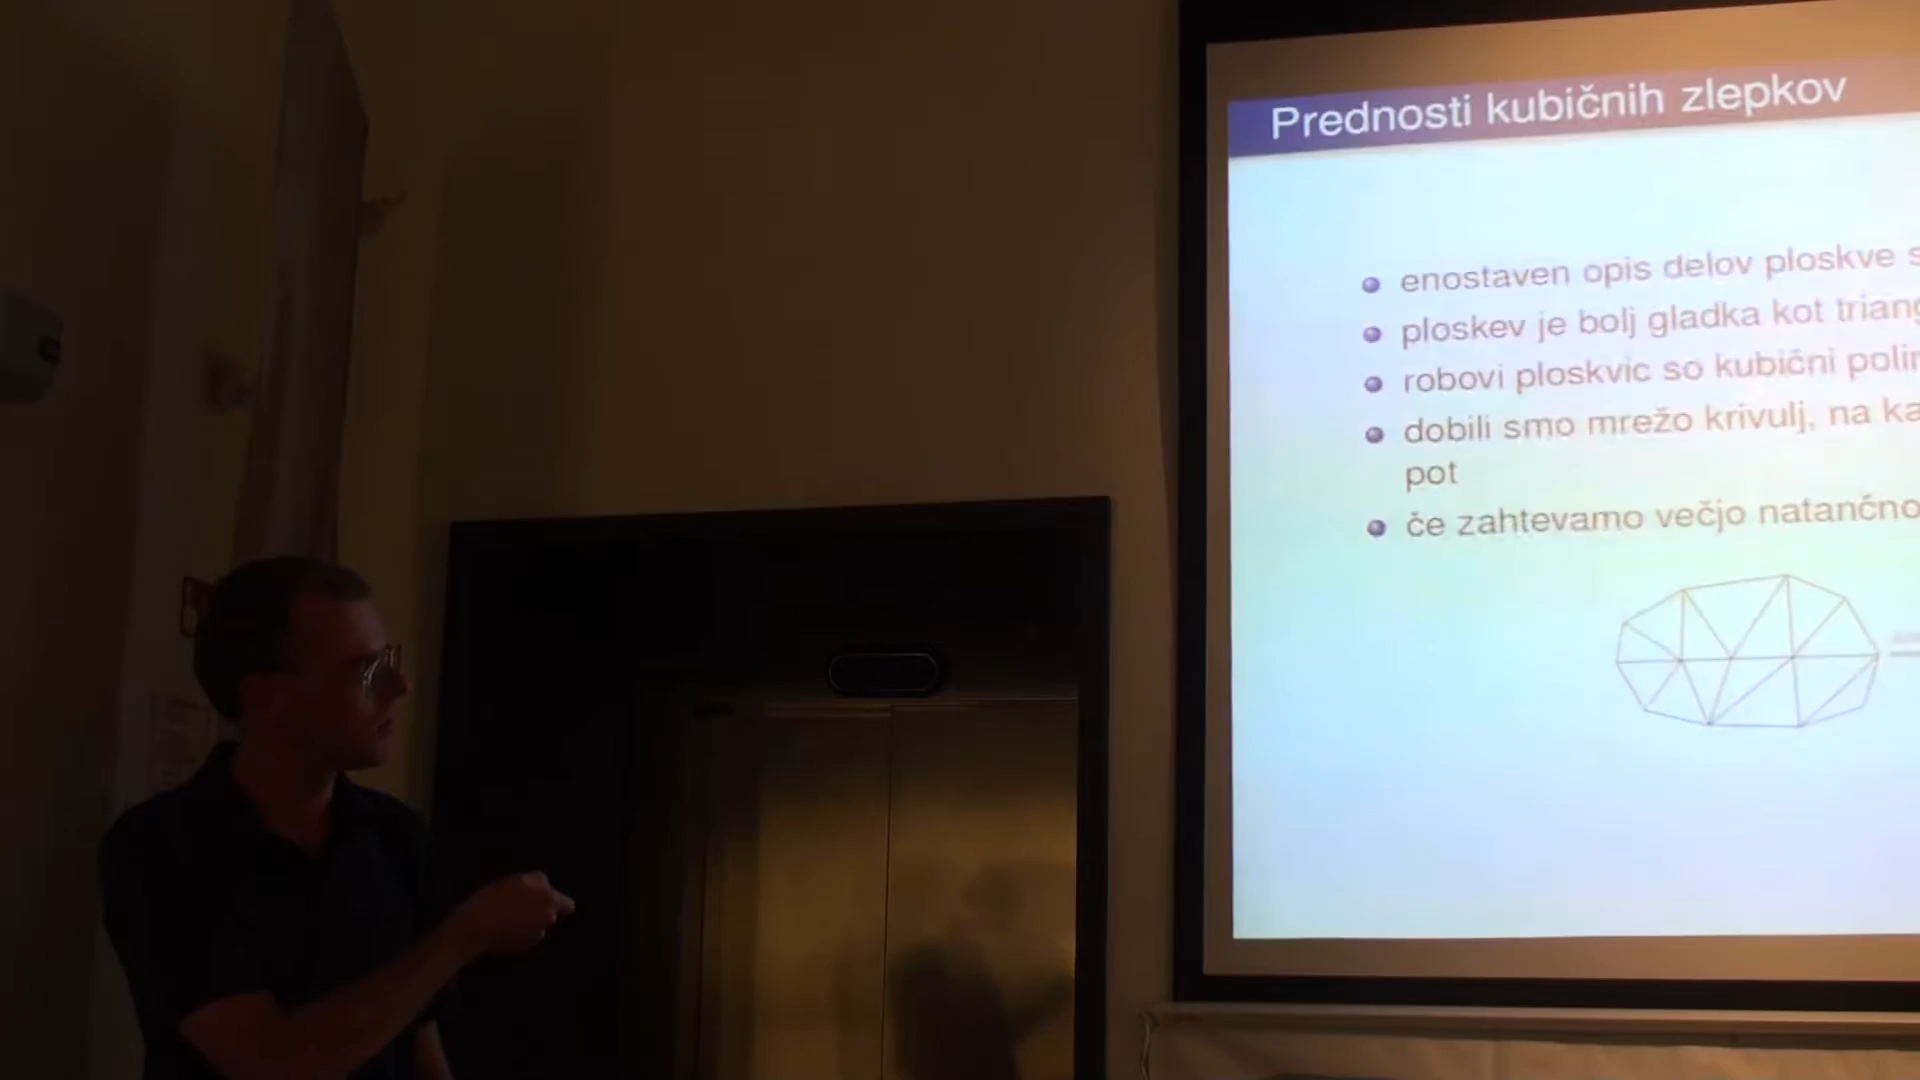 Prednosti kubičnih zlepkov
enostaven opis delov ploskve
ploskev je bolj gladka kot
robovi ploskvic so kubični
dobili smo mrežo krivulj, na
pot
če zahtevamo večjo